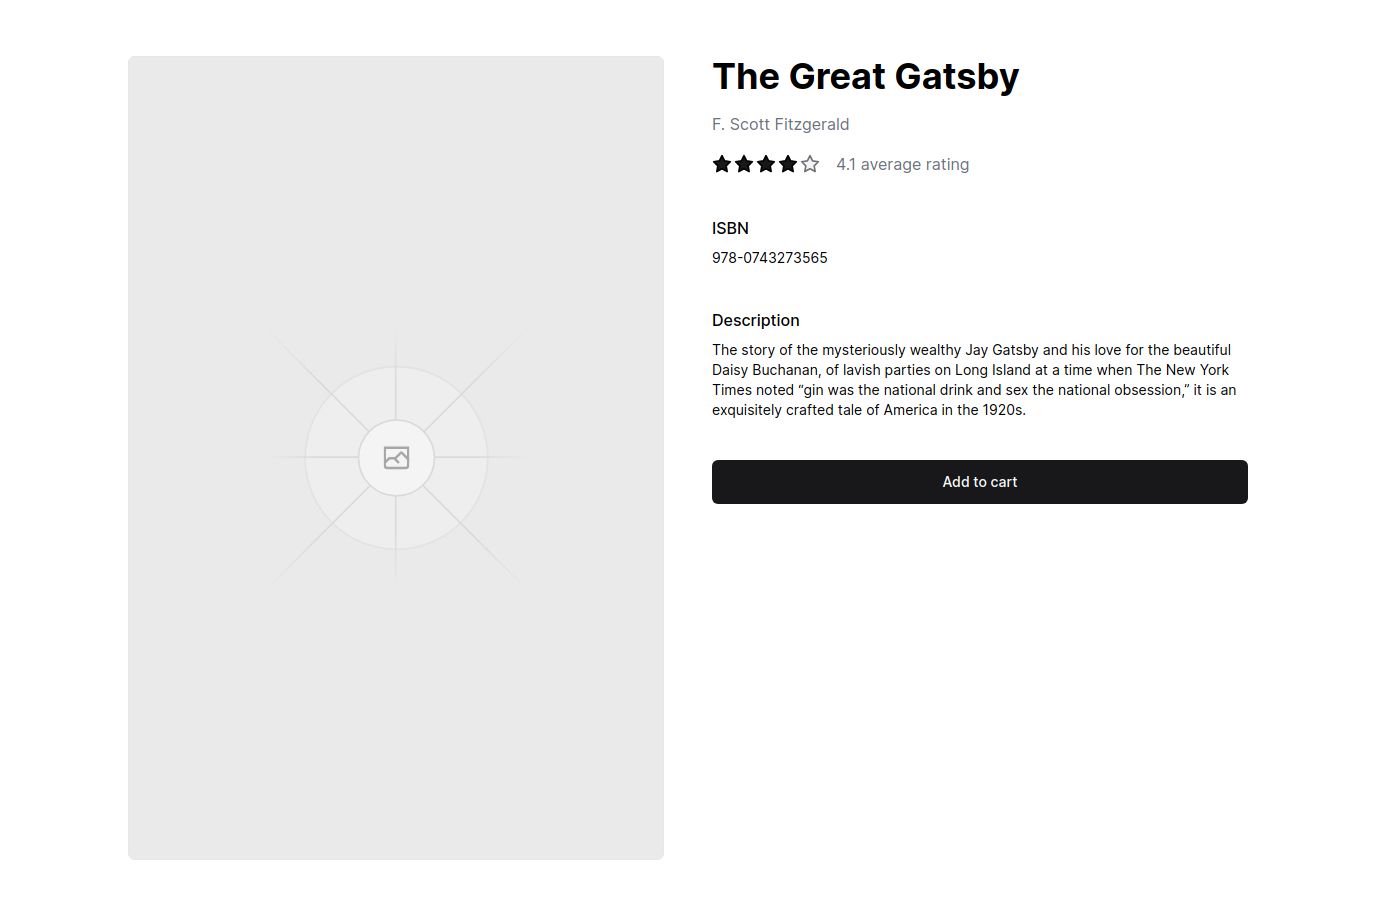 The Great Gatsby
F. Scott Fitzgerald
4.1 average rating
ISBN
978-0743273565
Description
The story of the mysteriously wealthy Jay Gatsby and his love for the beautiful
Daisy Buchanan, of lavish parties on Long Island at a time when The New York
Times noted “gin was the national drink and sex the national obsession,” it is an
exquisitely crafted tale of America in the 1920s.
Add to cart